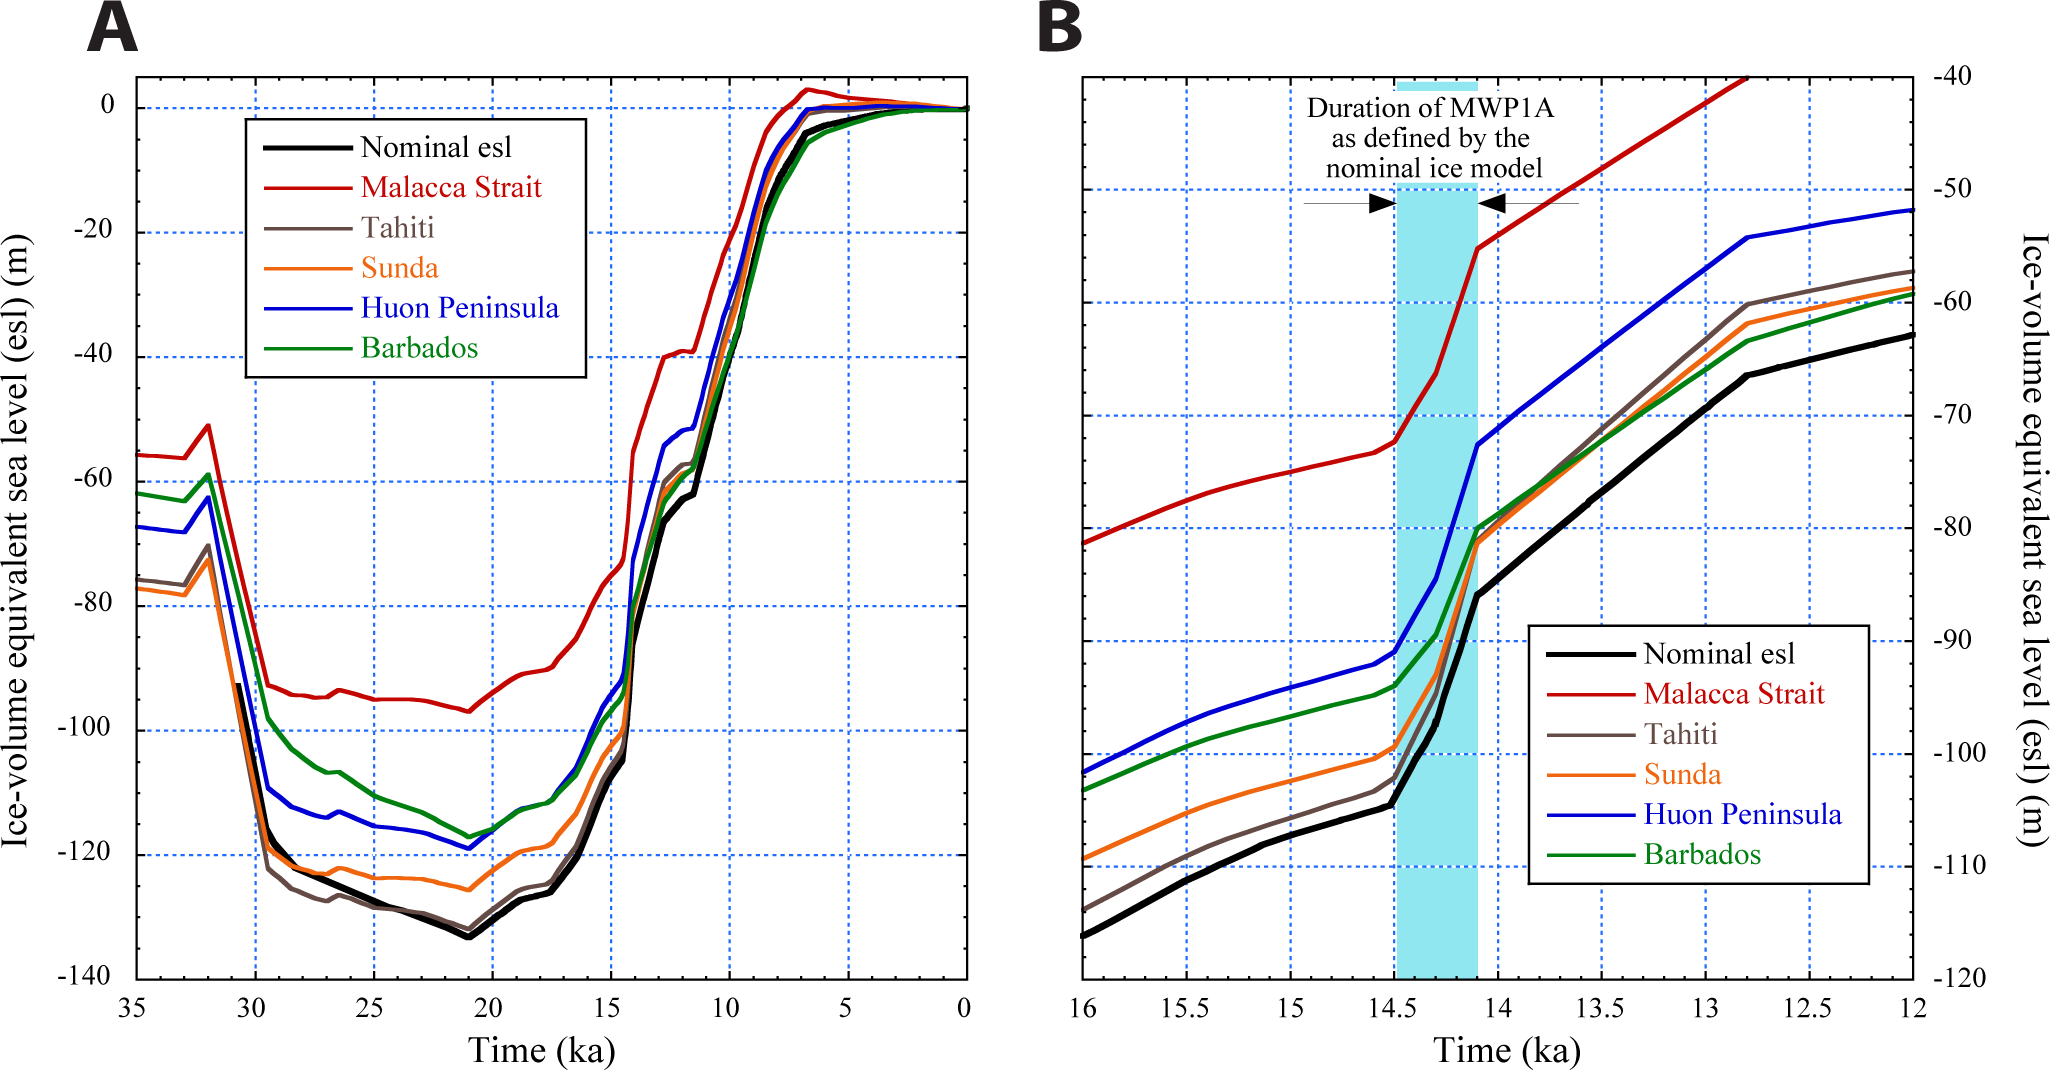 A
B
Ice-volume equivalent sea level (esl) (m)
0
-20
-40
-60
-80
-100
-120
-140
Nominal esl
Malacca Strait
Tahiti
Sunda
Huon Peninsula
Barbados
35
30
25
20
15
10
5
0
Time (ka)
Duration of MWP1A
as defined by the
nominal ice model
Nominal esl
Malacca Strait
Tahiti
Sunda
Huon Peninsula
Barbados
16
15.5
15
14.5
14
13.5
13
12.5
12
Time (ka)
-40
-50
-60
-70
-80
-90
-100
-110
-120
Ice-volume equivalent sea level (esl) (m)